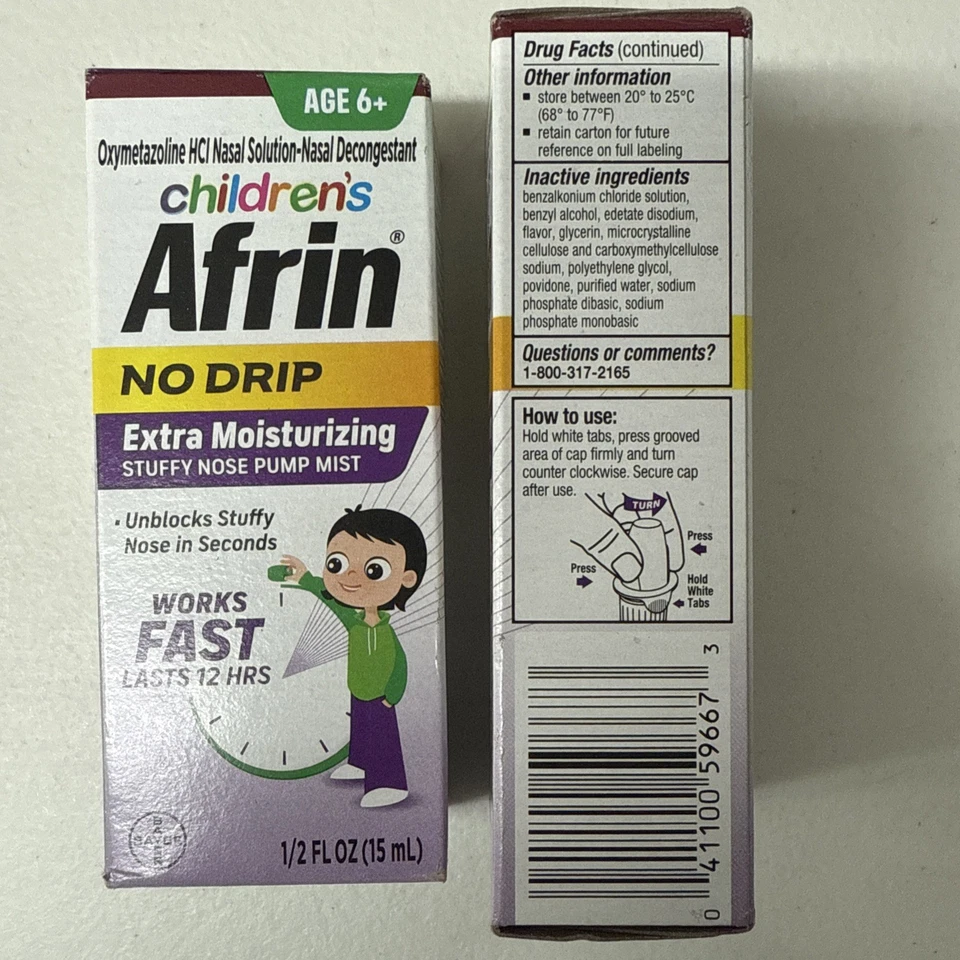 AGE 6+
Oxymetazoline HCl Nasal Solution-Nasal Decongestant
children's
Afrin®
NO DRIP
Extra Moisturizing
STUFFY NOSE PUMP MIST
· Unblocks Stuffy
Nose in Seconds
WORKS
FAST
LASTS 12 HRS
BAYER
BAYER
1/2 FL OZ (15 mL)
Drug Facts (continued)
Other information
▪ store between 20° to 25°C
(68° to 77°F)
▪ retain carton for future
reference on full labeling
Inactive ingredients
benzalkonium chloride solution,
benzyl alcohol, edetate disodium,
flavor, glycerin, microcrystalline
cellulose and carboxymethylcellulose
sodium, polyethylene glycol,
povidone, purified water, sodium
phosphate dibasic, sodium
phosphate monobasic
Questions or comments?
1-800-317-2165
How to use:
Hold white tabs, press grooved
area of cap firmly and turn
counter clockwise. Secure cap
after use.
TURN
Press
Press
Hold
White
Tabs
0 41100 59667 3